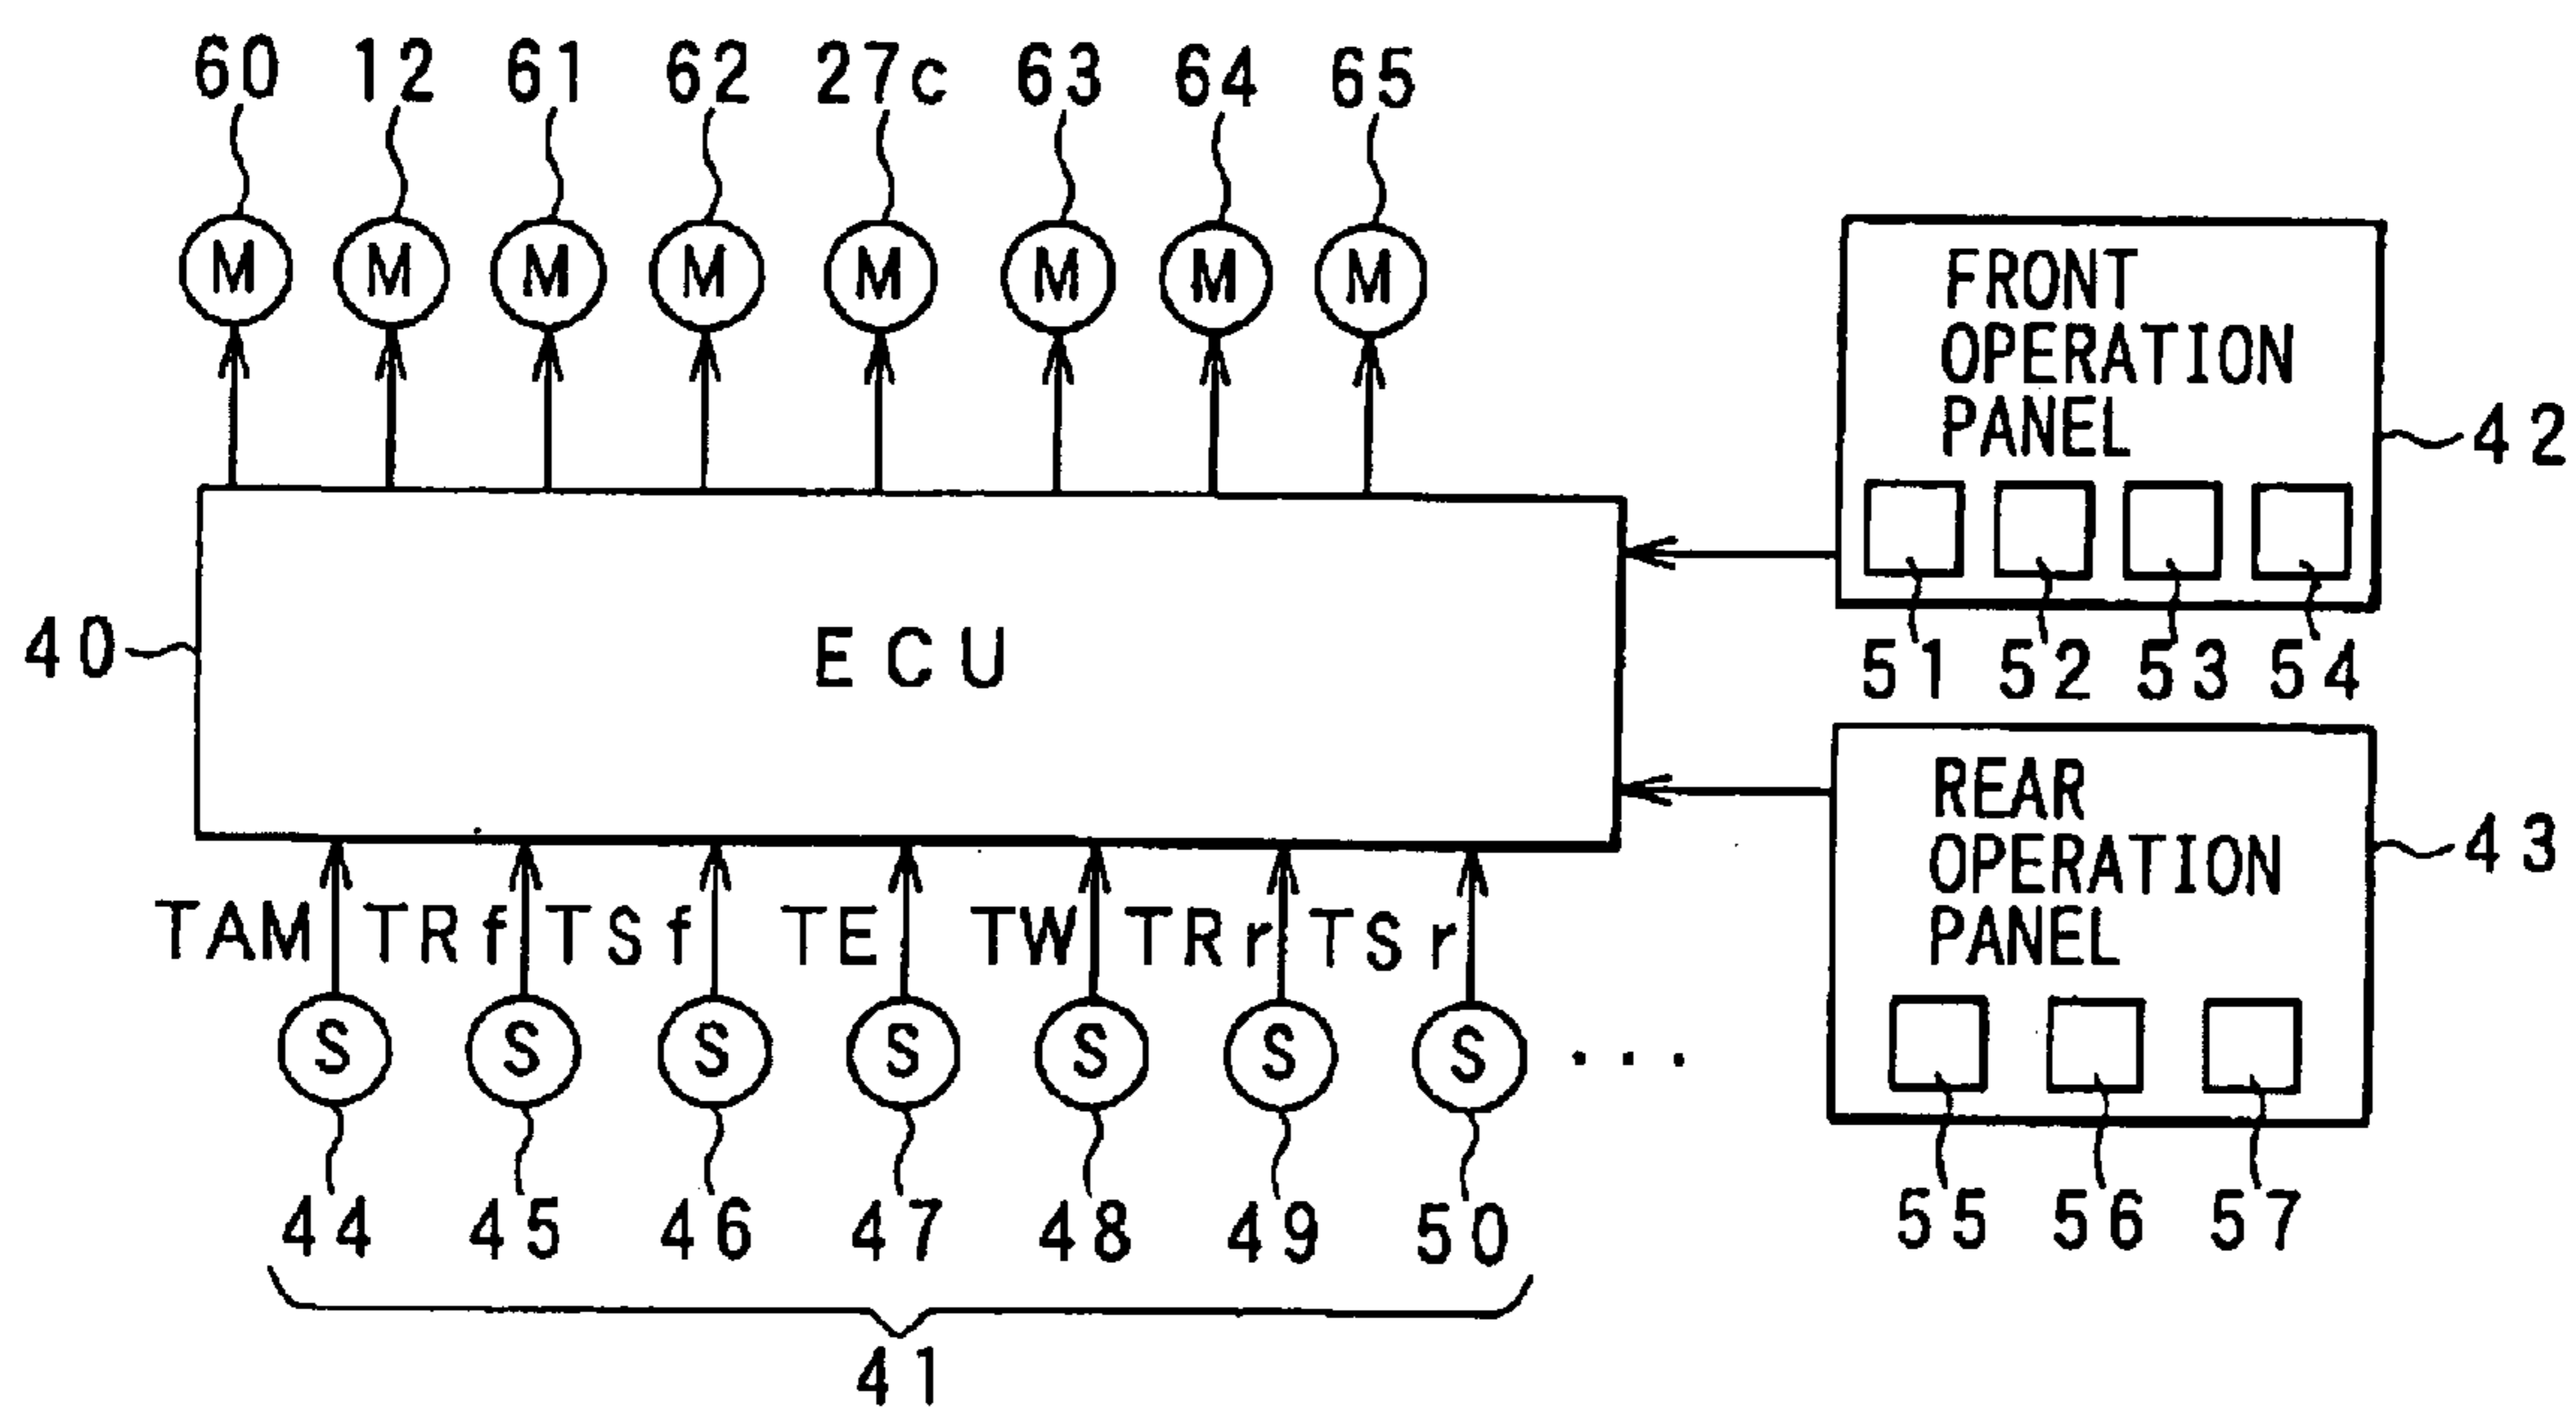 60 12 61 62 27c 63 64 65
M M M M M M M M
FRONT
OPERATION
PANEL
42
51 52 53 54
40
ECU
REAR
OPERATION
PANEL
43
55 56 57
TAM TRf TSf TE TW TRr TSr
S S S S S S S ...
44 45 46 47 48 49 50
41